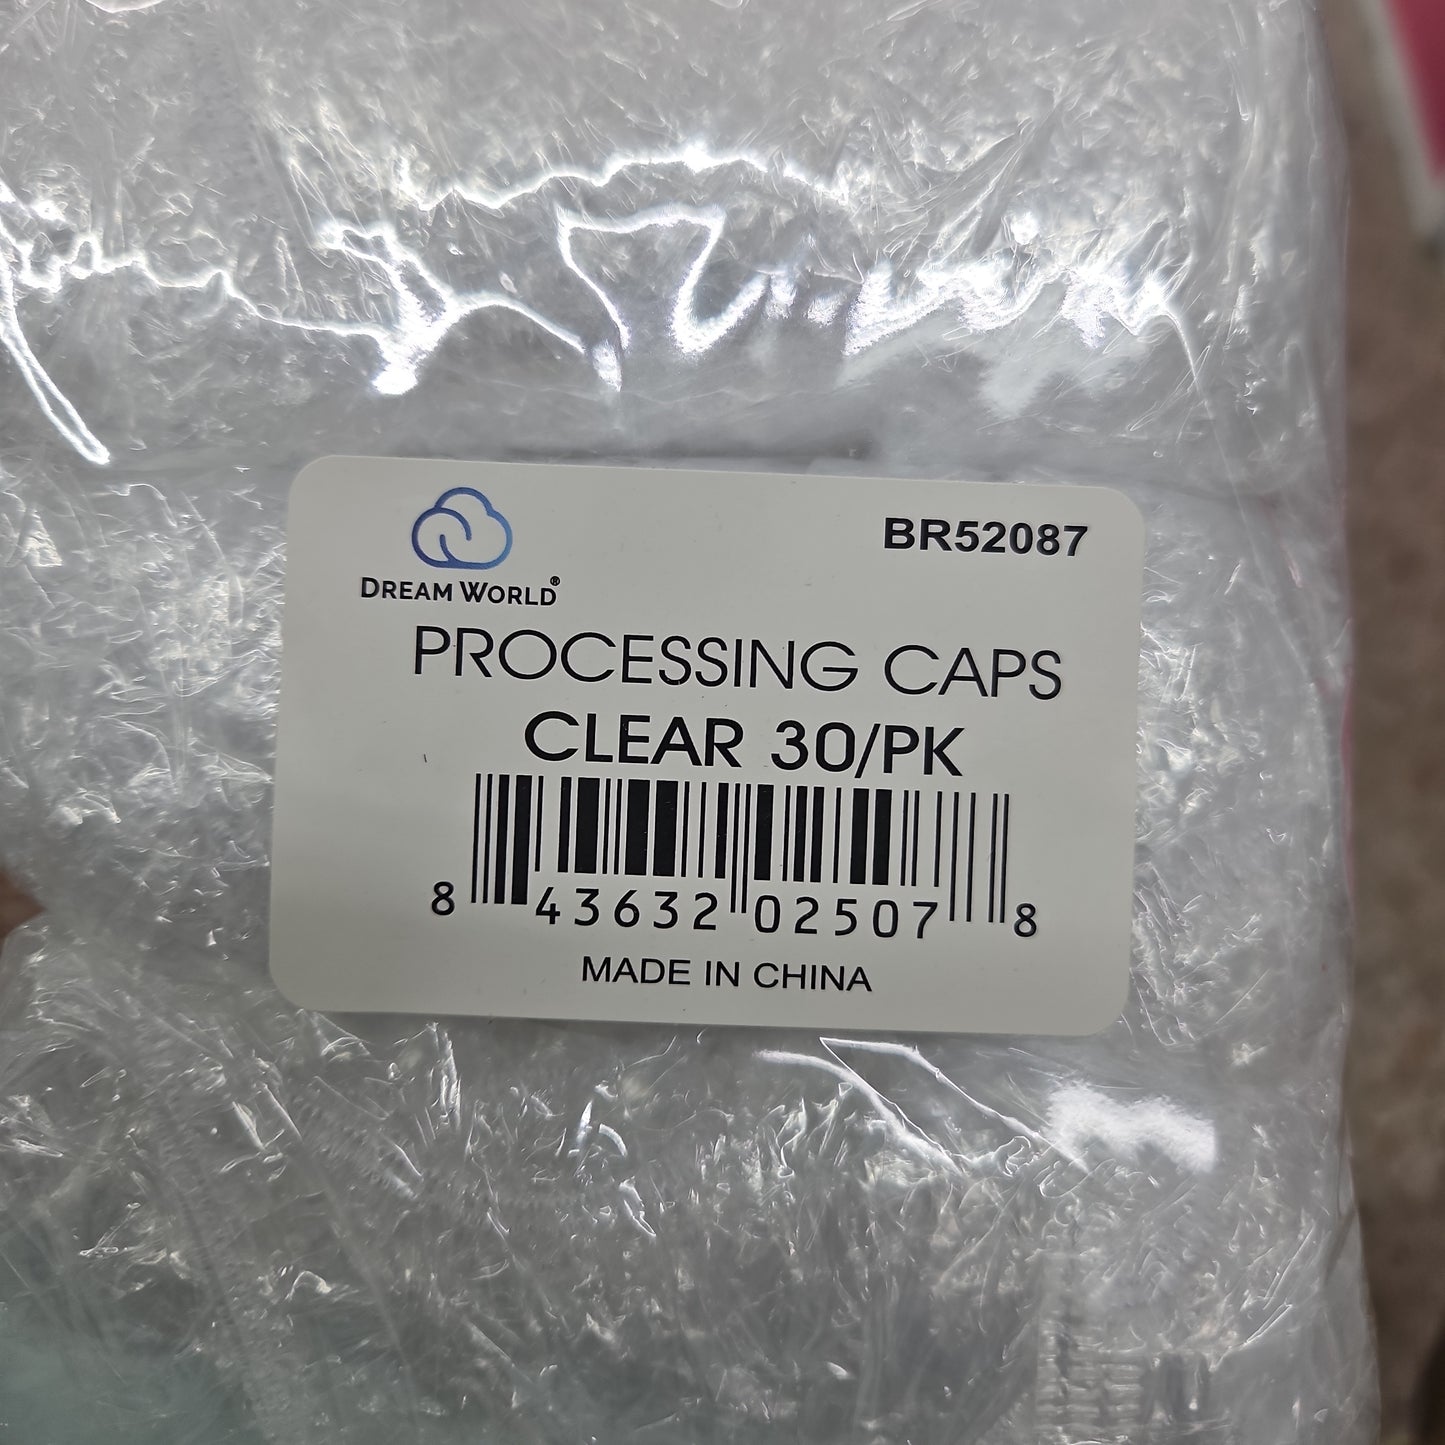 DREAM WORLD®
BR52087
PROCESSING CAPS
CLEAR 30/PK
8 43632 02507 8
MADE IN CHINA